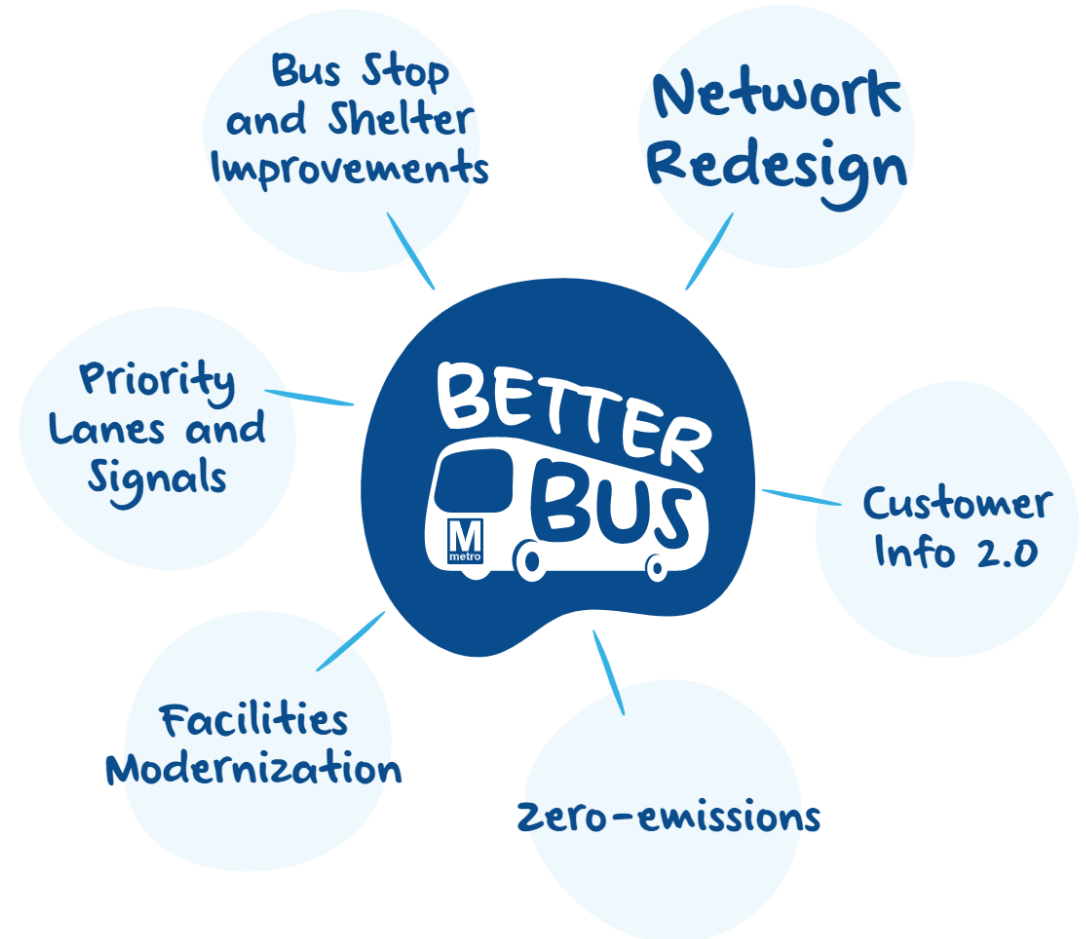 Bus Stop
and Shelter
Improvements
Network
Redesign
Priority
Lanes and
Signals
BETTER
BUS
M
metro
Customer
Info 2.0
Facilities
Modernization
Zero-emissions